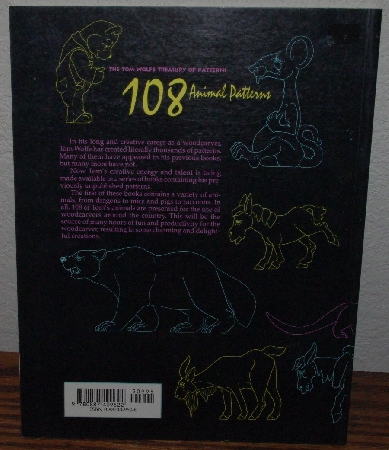 THE TOM WOLFE TREASURY OF PATTERNS
108 Animal Patterns
In his long and creative career as a woodcarver,
Tom Wolfe has created literally thousands of patterns.
Many of them have appeared in his previous books,
but many more have not.
Now Tom's creative energy and talent is being
made available in a series of books containing his pre-
viously unpublished patterns.
The first of these books contains a variety of ani-
mals, from dragons to mice and pigs to raccoons. In
all, 108 of Tom's animals are presented for the use of
woodcarvers around the country. This will be the
source of many hours of fun and productivity for the
woodcarver, resulting in some charming and delight-
ful creations.
ISBN